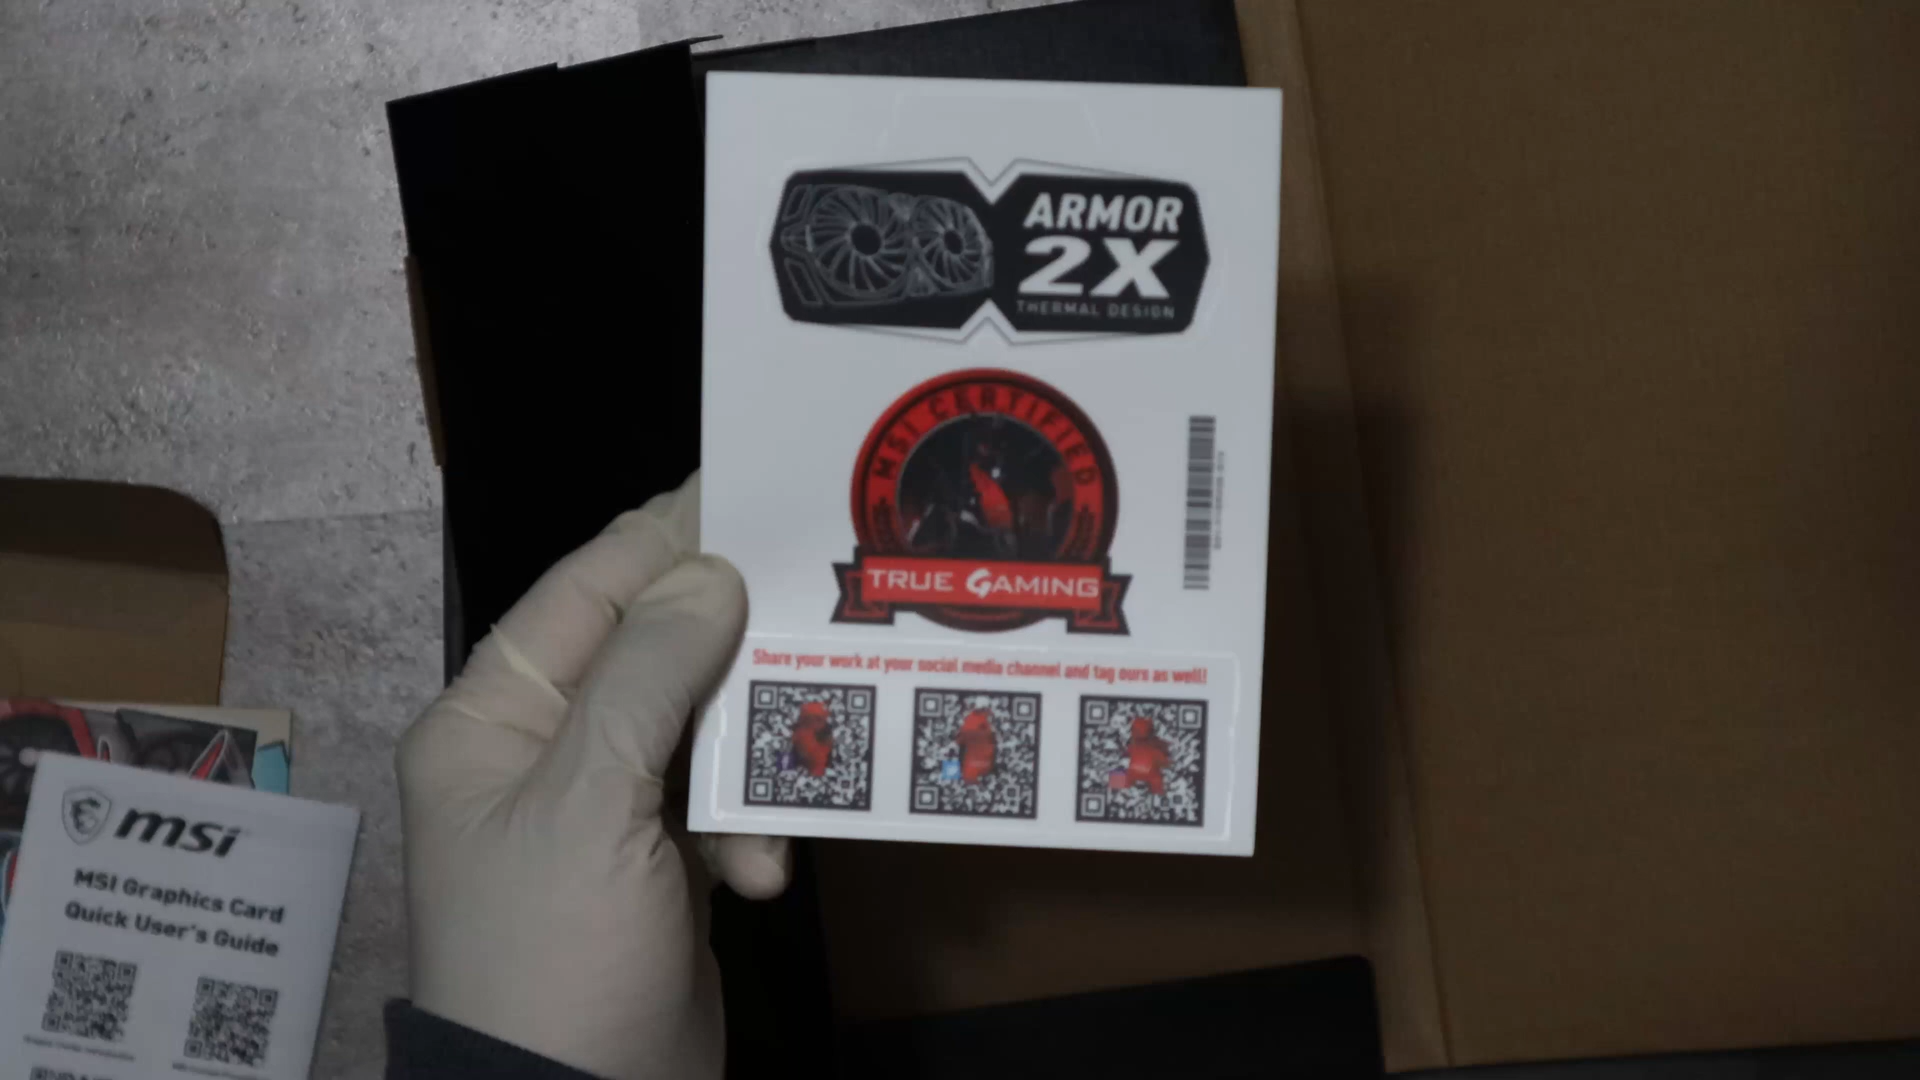 ARMOR
2X
THERMAL DESIGN
MSI CERTIFIED
TRUE GAMING
Share your work at your social media channel and tag ours as well!
msi
MSI Graphics Card
Quick User's Guide